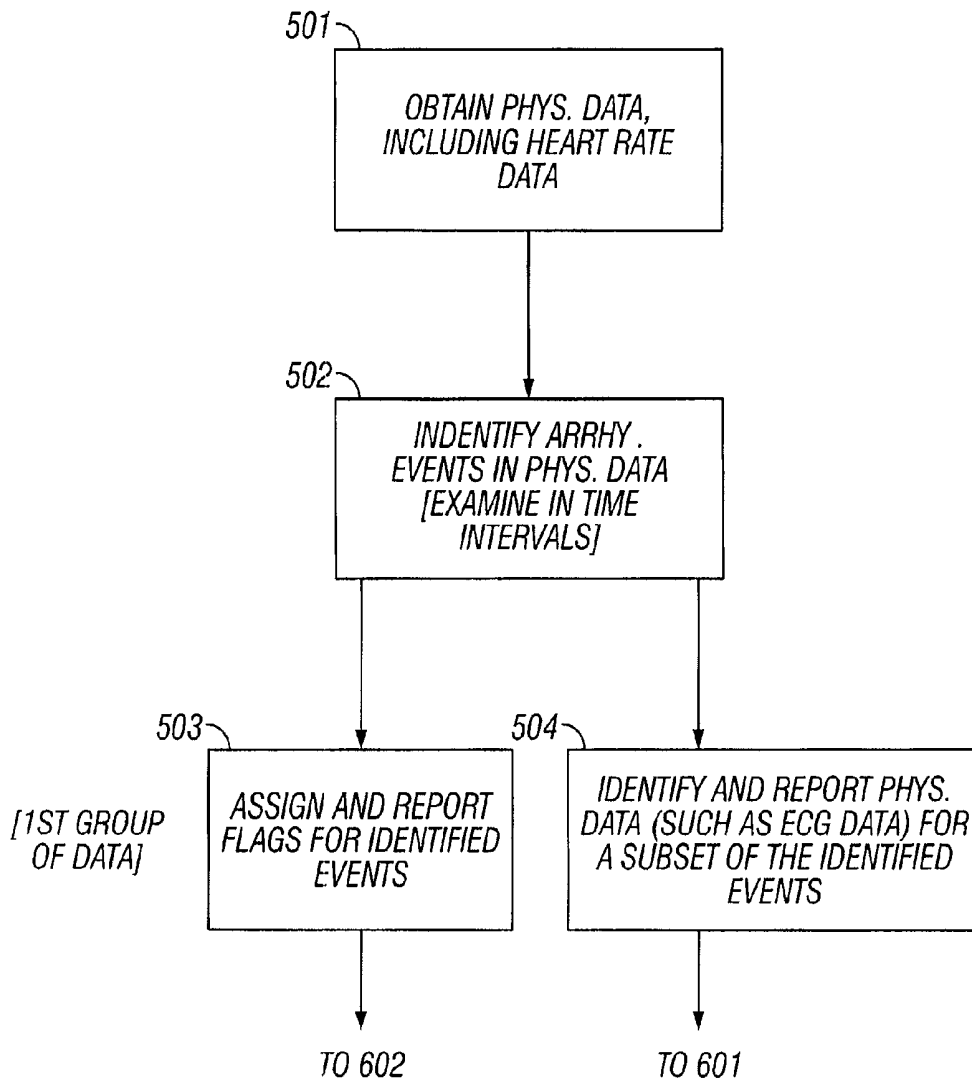 501
OBTAIN PHYS. DATA,
INCLUDING HEART RATE
DATA
502
INDENTIFY ARRHY.
EVENTS IN PHYS. DATA
[EXAMINE IN TIME
INTERVALS]
503
ASSIGN AND REPORT
FLAGS FOR IDENTIFIED
EVENTS
504
IDENTIFY AND REPORT PHYS.
DATA (SUCH AS ECG DATA) FOR
A SUBSET OF THE IDENTIFIED
EVENTS
[1ST GROUP
OF DATA]
TO 602
TO 601